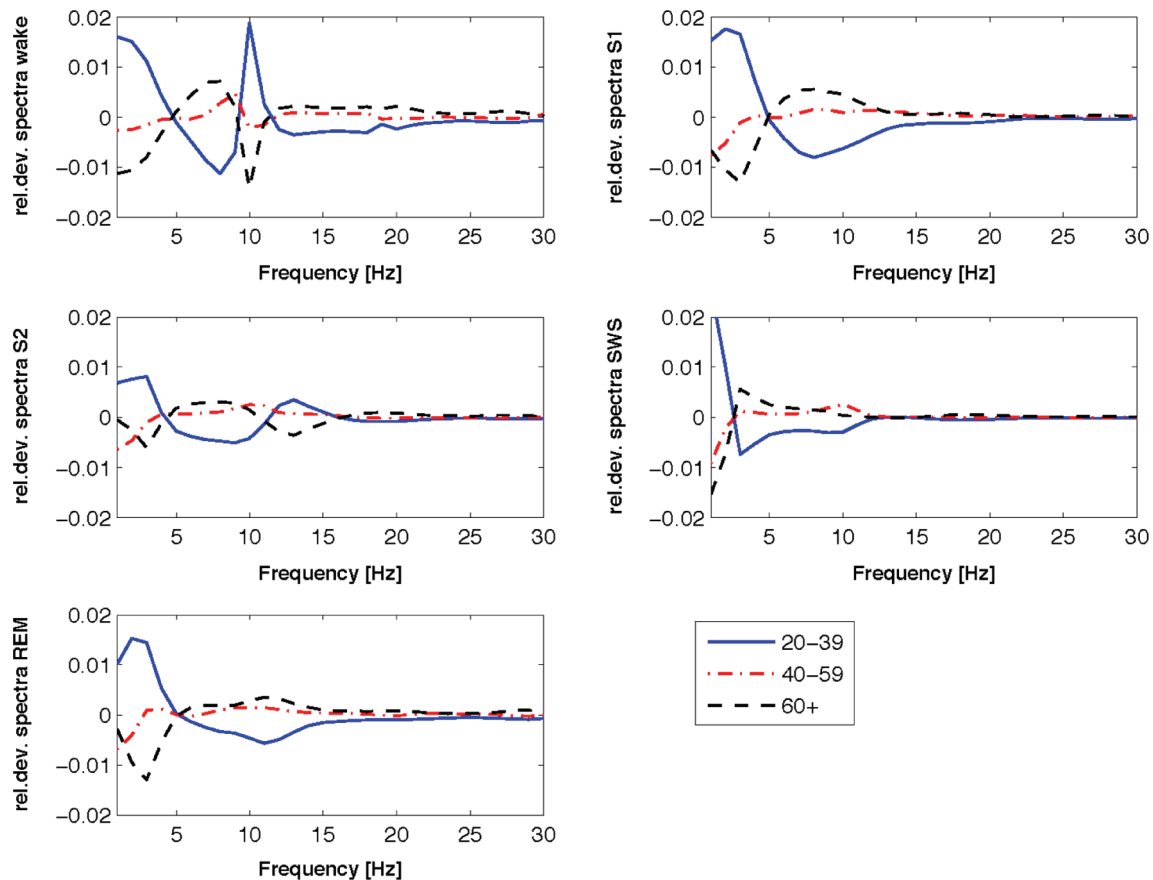 rel.dev. spectra wake
0.02
0.01
0
−0.01
−0.02
5 10 15 20 25 30
Frequency [Hz]
rel.dev. spectra S1
0.02
0.01
0
−0.01
−0.02
5 10 15 20 25 30
Frequency [Hz]
rel.dev. spectra S2
0.02
0.01
0
−0.01
−0.02
5 10 15 20 25 30
Frequency [Hz]
rel.dev. spectra SWS
0.02
0.01
0
−0.01
−0.02
5 10 15 20 25 30
Frequency [Hz]
rel.dev. spectra REM
0.02
0.01
0
−0.01
−0.02
5 10 15 20 25 30
Frequency [Hz]
20−39
40−59
60+